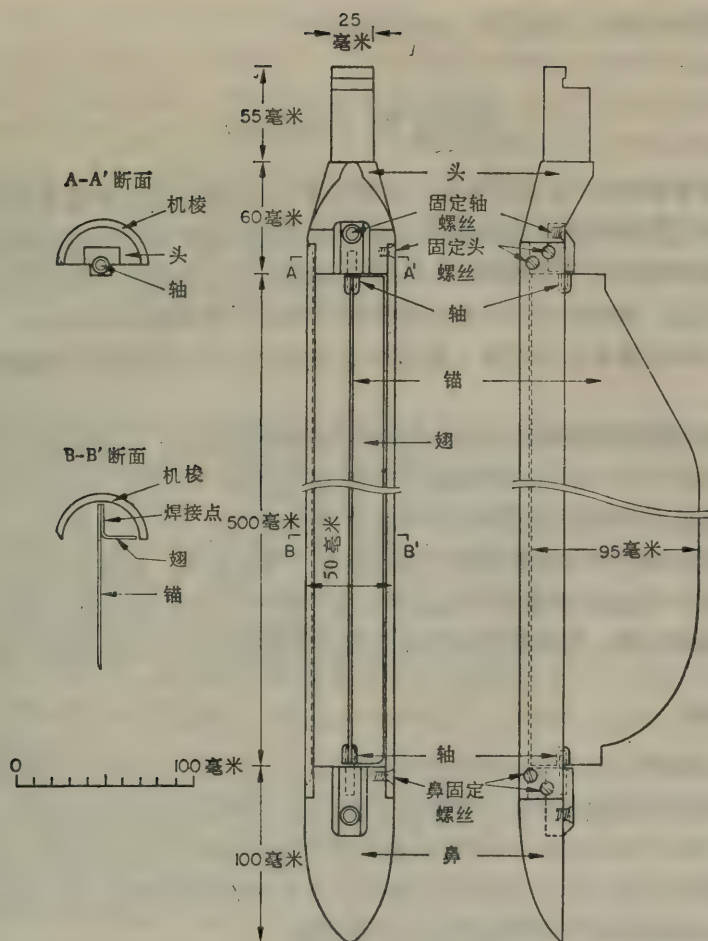 25
毫米
55毫米
A-A' 断面
机梭
头
轴
60毫米
头
固定轴
螺丝
固定头
螺丝
A
A'
轴
锚
翅
B-B' 断面
机梭
焊接点
翅
锚
500毫米
B
B'
50毫米
95毫米
0
100毫米
轴
鼻固定
螺丝
100毫米
鼻